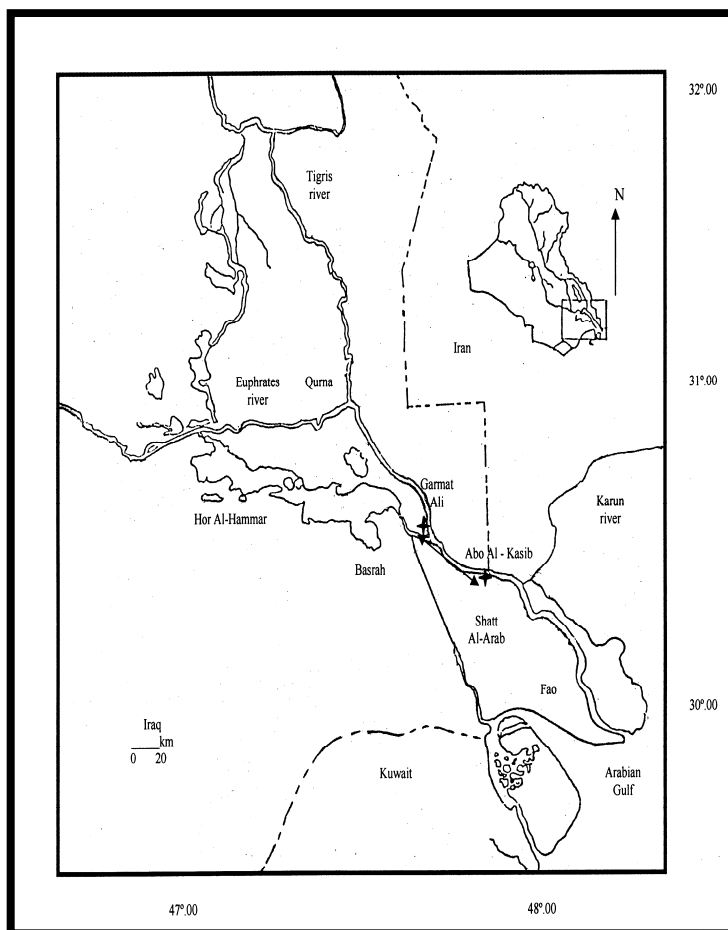 32°.00
Tigris
river
N
Iran
31°.00
Euphrates
river
Qurna
Garmat
Ali
Karun
river
Hor Al-Hammar
Abo Al - Kasib
Basrah
Shatt
Al-Arab
Fao
30°.00
Iraq
km
0 20
Kuwait
Arabian
Gulf
47°.00
48°.00